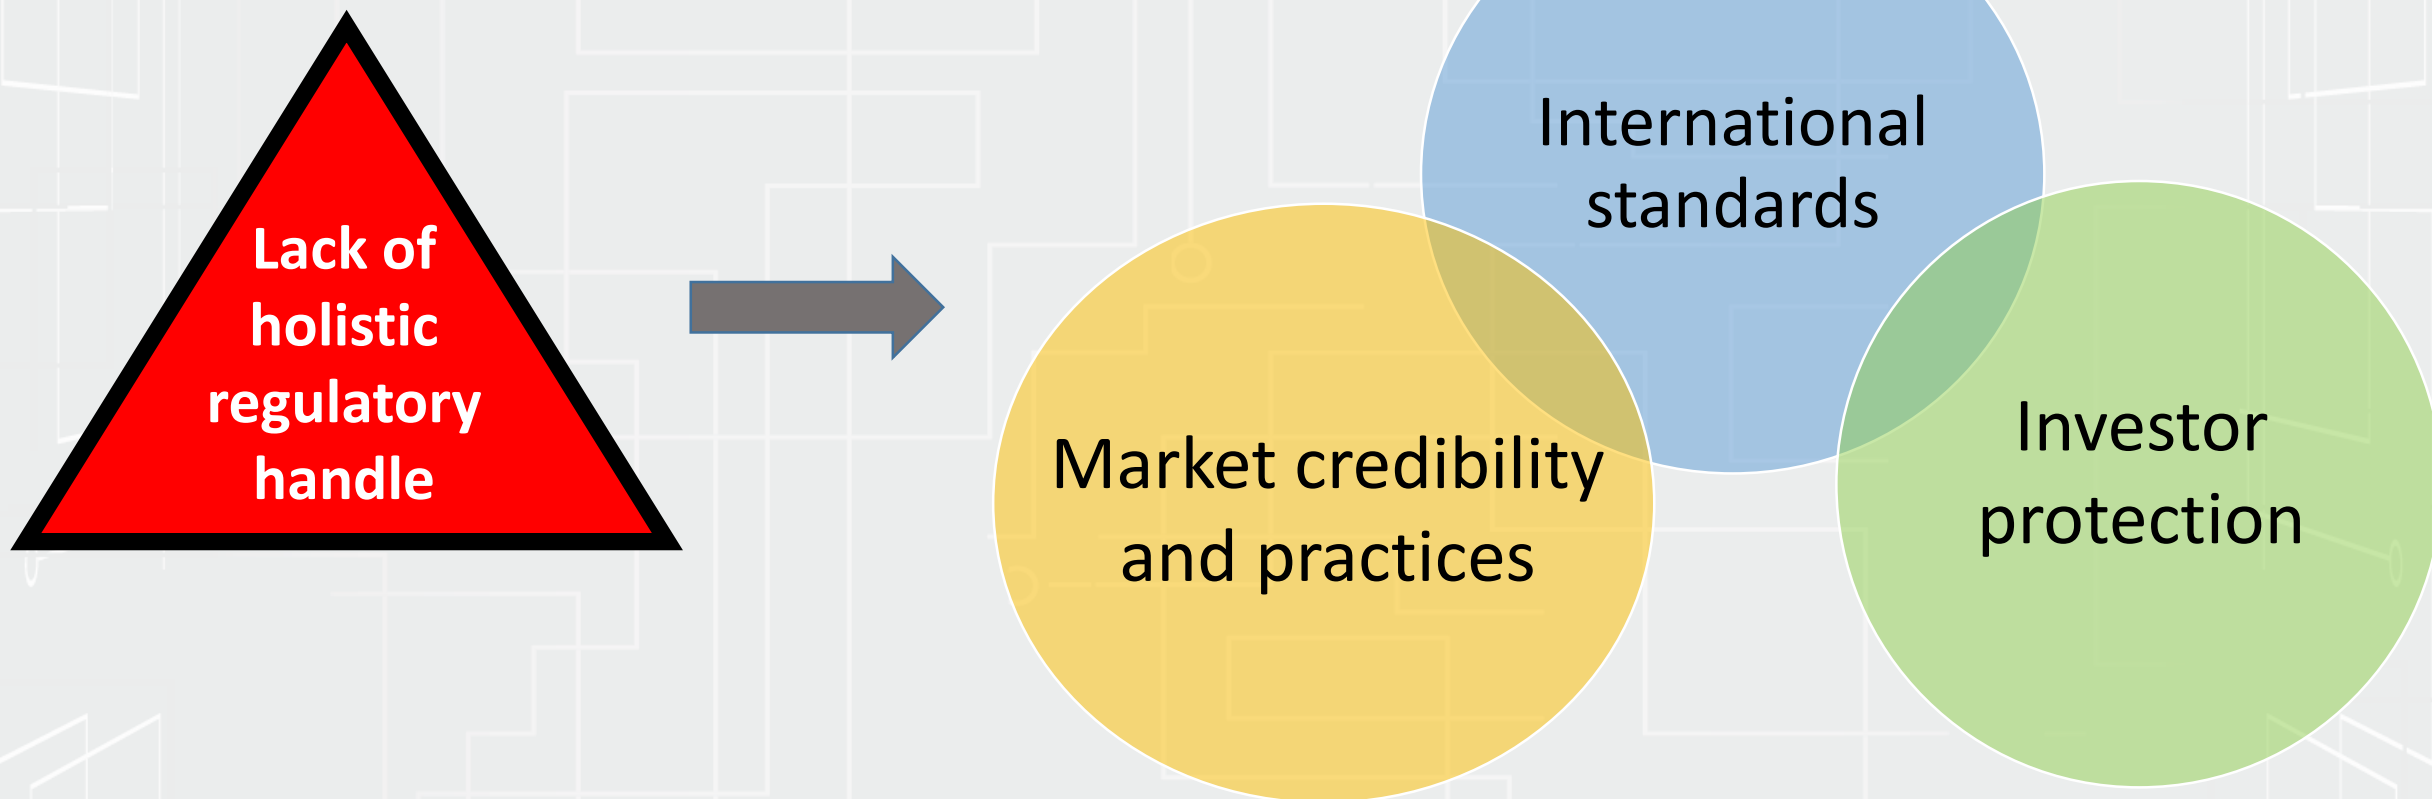 Lack of
holistic
regulatory
handle
International
standards
Market credibility
and practices
Investor
protection